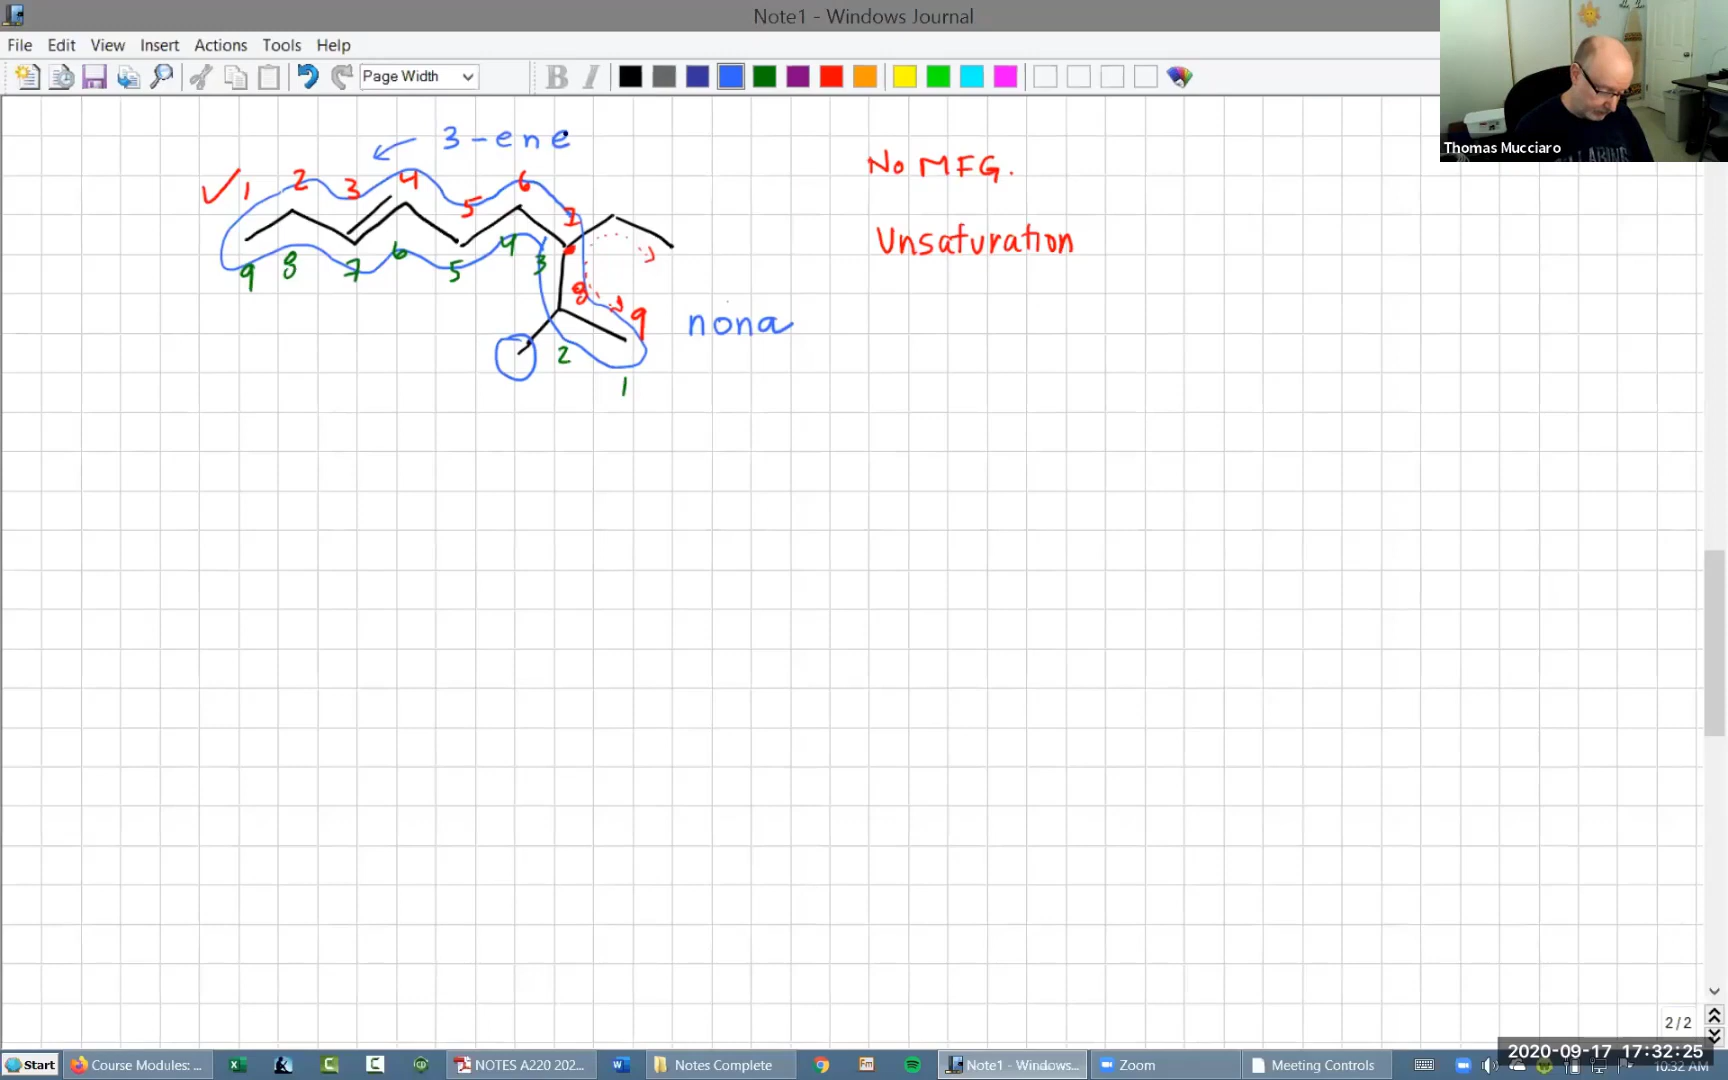 Note1 - Windows Journal
File Edit View Insert Actions Tools Help
Page Width
B I
Thomas Mucciaro
3-ene
No MFG.
✓ 1 2 3 4 5 6 7
Unsaturation
9 8 7 6 5 4 3
8 9
nona
2
1
2 / 2
2020-09-17 17:32:25
Start
Course Modules: ...
NOTES A220 202...
Notes Complete
Note1 - Windows...
Zoom
Meeting Controls
10:32 AM